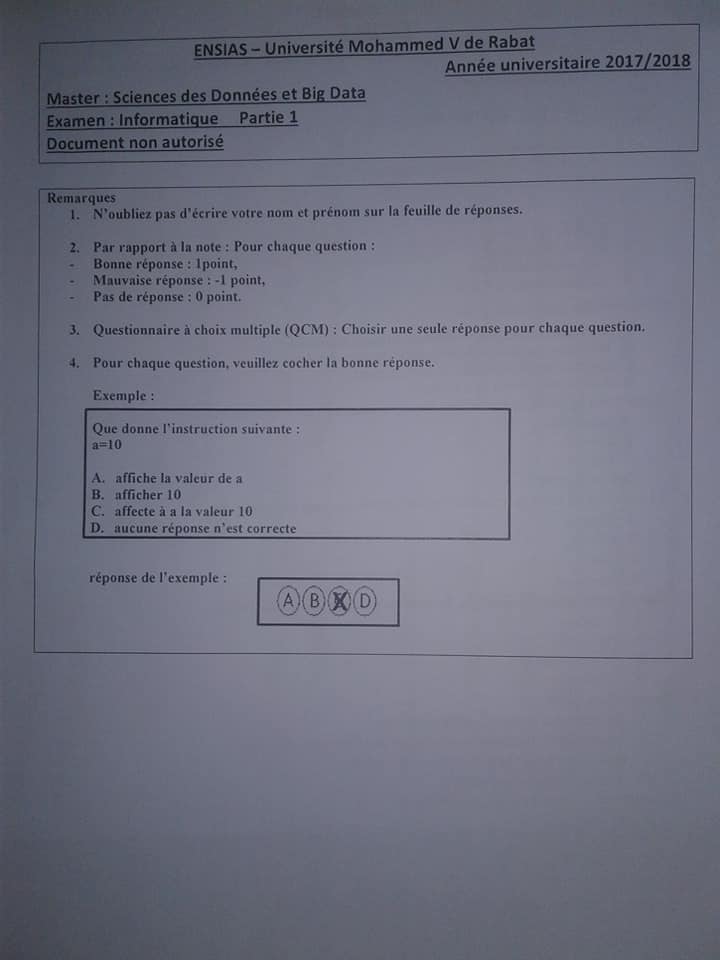 ENSIAS – Université Mohammed V de Rabat
Année universitaire 2017/2018
Master : Sciences des Données et Big Data
Examen : Informatique Partie 1
Document non autorisé
Remarques
1. N'oubliez pas d'écrire votre nom et prénom sur la feuille de réponses.
2. Par rapport à la note : Pour chaque question :
- Bonne réponse : 1point,
- Mauvaise réponse : -1 point,
- Pas de réponse : 0 point.
3. Questionnaire à choix multiple (QCM) : Choisir une seule réponse pour chaque question.
4. Pour chaque question, veuillez cocher la bonne réponse.
Exemple :
Que donne l'instruction suivante :
a=10
A. affiche la valeur de a
B. afficher 10
C. affecte à a la valeur 10
D. aucune réponse n'est correcte
réponse de l'exemple :
A B X D